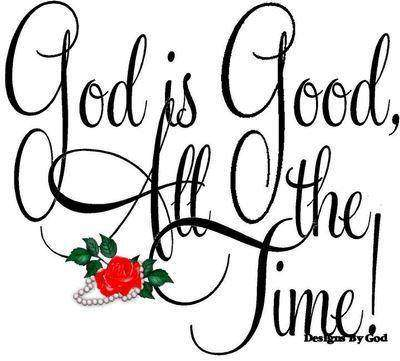 God is Good,
All the
Time!
Designs By God